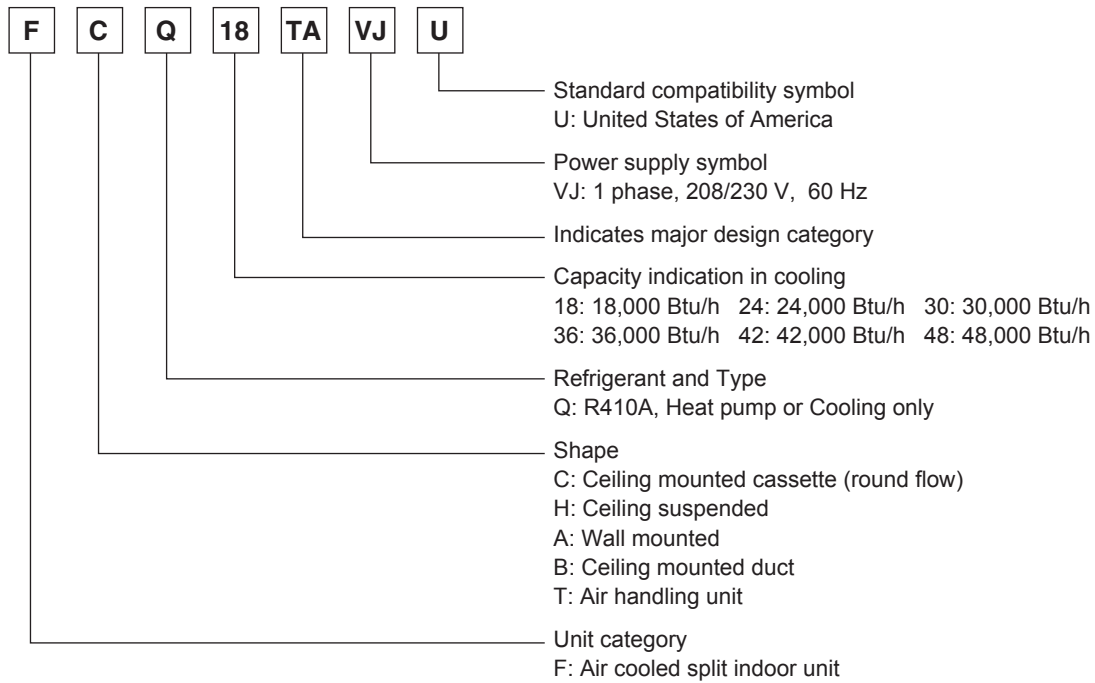 F C Q 18 TA VJ U
Standard compatibility symbol
U: United States of America
Power supply symbol
VJ: 1 phase, 208/230 V, 60 Hz
Indicates major design category
Capacity indication in cooling
18: 18,000 Btu/h 24: 24,000 Btu/h 30: 30,000 Btu/h
36: 36,000 Btu/h 42: 42,000 Btu/h 48: 48,000 Btu/h
Refrigerant and Type
Q: R410A, Heat pump or Cooling only
Shape
C: Ceiling mounted cassette (round flow)
H: Ceiling suspended
A: Wall mounted
B: Ceiling mounted duct
T: Air handling unit
Unit category
F: Air cooled split indoor unit